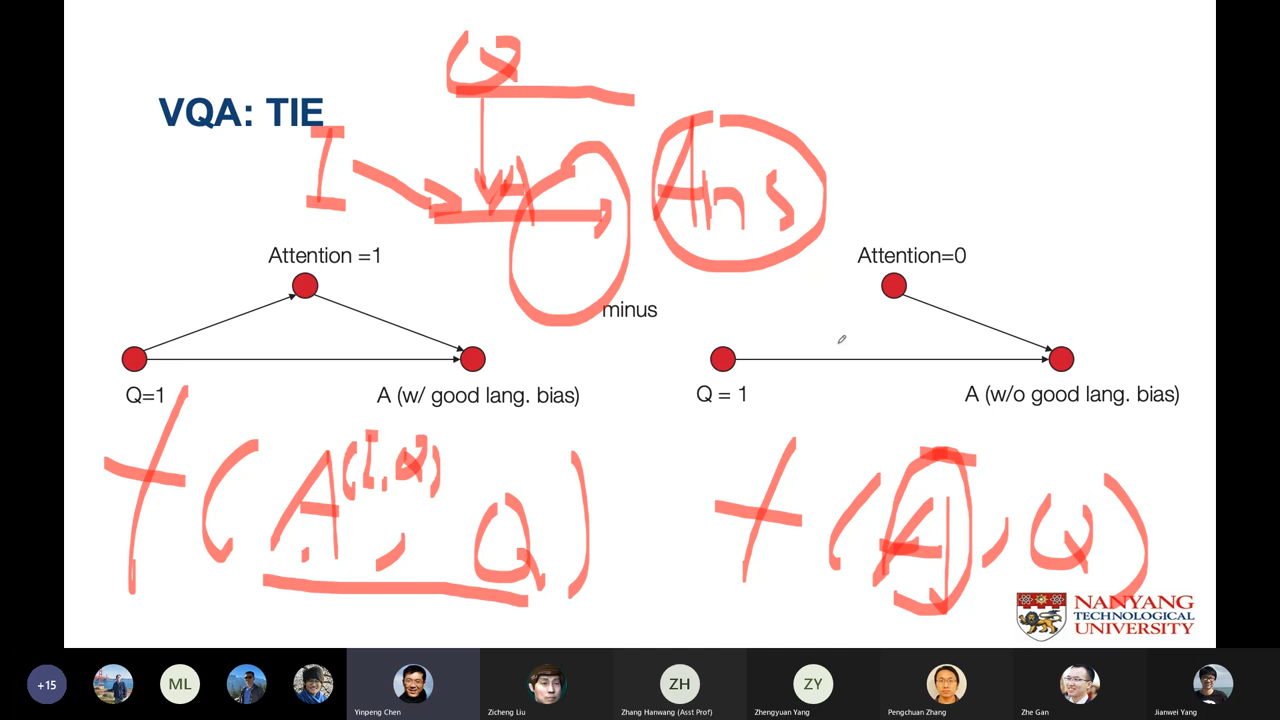 Q
VQA: TIE
I
VQA
Ans
Attention =1
Attention=0
minus
Q=1
A (w/ good lang. bias)
Q = 1
A (w/o good lang. bias)
f ( A (I, Q) , Q )
f ( A , Q )
NANYANG
TECHNOLOGICAL
UNIVERSITY
+15
ML
Yinpeng Chen
Zicheng Liu
ZH
Zhang Hanwang (Asst Prof)
ZY
Zhengyuan Yang
Pengchuan Zhang
Zhe Gan
Jianwei Yang